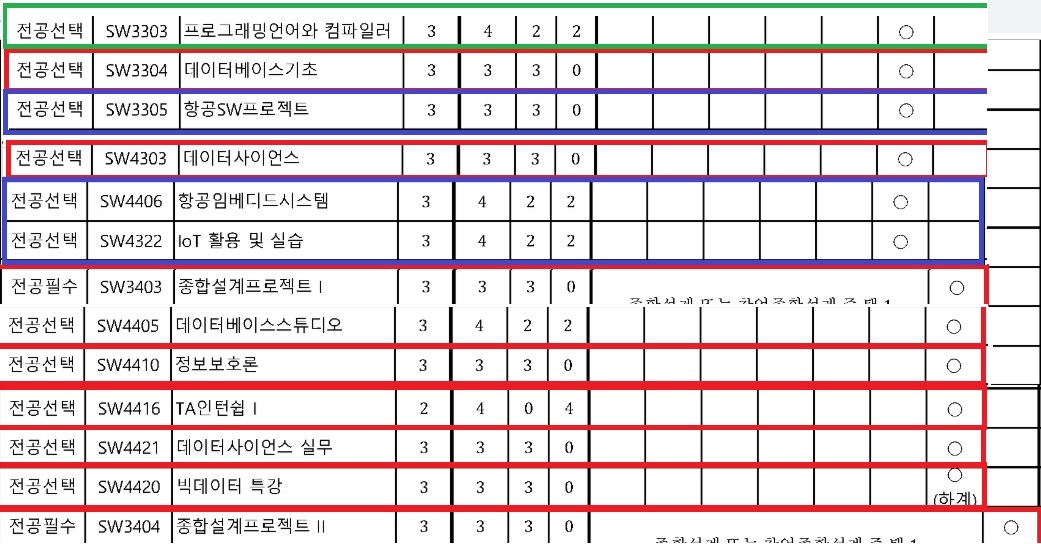 전공선택 SW3303 프로그래밍언어와 컴파일러 3 4 2 2 ○
전공선택 SW3304 데이터베이스기초 3 3 3 0 ○
전공선택 SW3305 항공SW프로젝트 3 3 3 0 ○
전공선택 SW4303 데이터사이언스 3 3 3 0 ○
전공선택 SW4406 항공임베디드시스템 3 4 2 2 ○
전공선택 SW4322 IoT 활용 및 실습 3 4 2 2 ○
전공필수 SW3403 종합설계프로젝트 I 3 3 3 0 ○
전공선택 SW4405 데이터베이스스튜디오 3 4 2 2 ○
전공선택 SW4410 정보보호론 3 3 3 0 ○
전공선택 SW4416 TA인턴쉽 I 2 4 0 4 ○
전공선택 SW4421 데이터사이언스 실무 3 3 3 0 ○
전공선택 SW4420 빅데이터 특강 3 3 3 0 ○
(하계)
전공필수 SW3404 종합설계프로젝트 II 3 3 3 0 ○